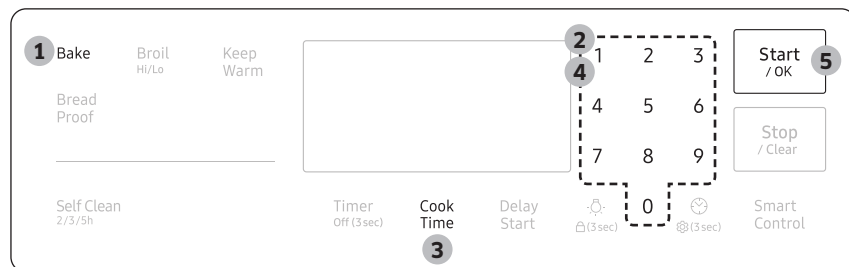 1 Bake Broil Keep 2 1 2 3 Start 5
Hi/Lo Warm 4 / OK
Bread
Proof
4 5 6
Stop
/ Clear
7 8 9
Self Clean Timer Cook Delay 0 Smart
2/3/5h Off (3 sec) Time Start (3 sec) (3 sec) Control
3